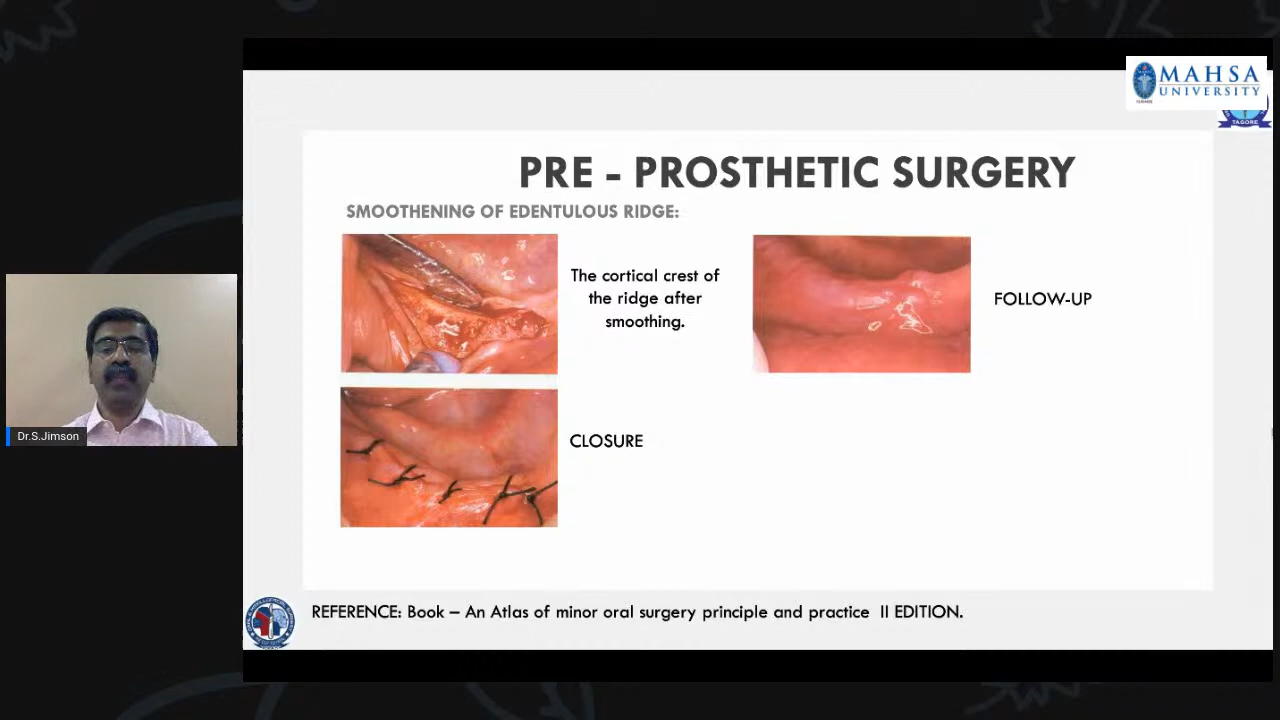 MAHSA
UNIVERSITY
TAGORE
PRE - PROSTHETIC SURGERY
SMOOTHENING OF EDENTULOUS RIDGE:
The cortical crest of
the ridge after
smoothing.
FOLLOW-UP
CLOSURE
Dr.S.Jimson
REFERENCE: Book – An Atlas of minor oral surgery principle and practice II EDITION.